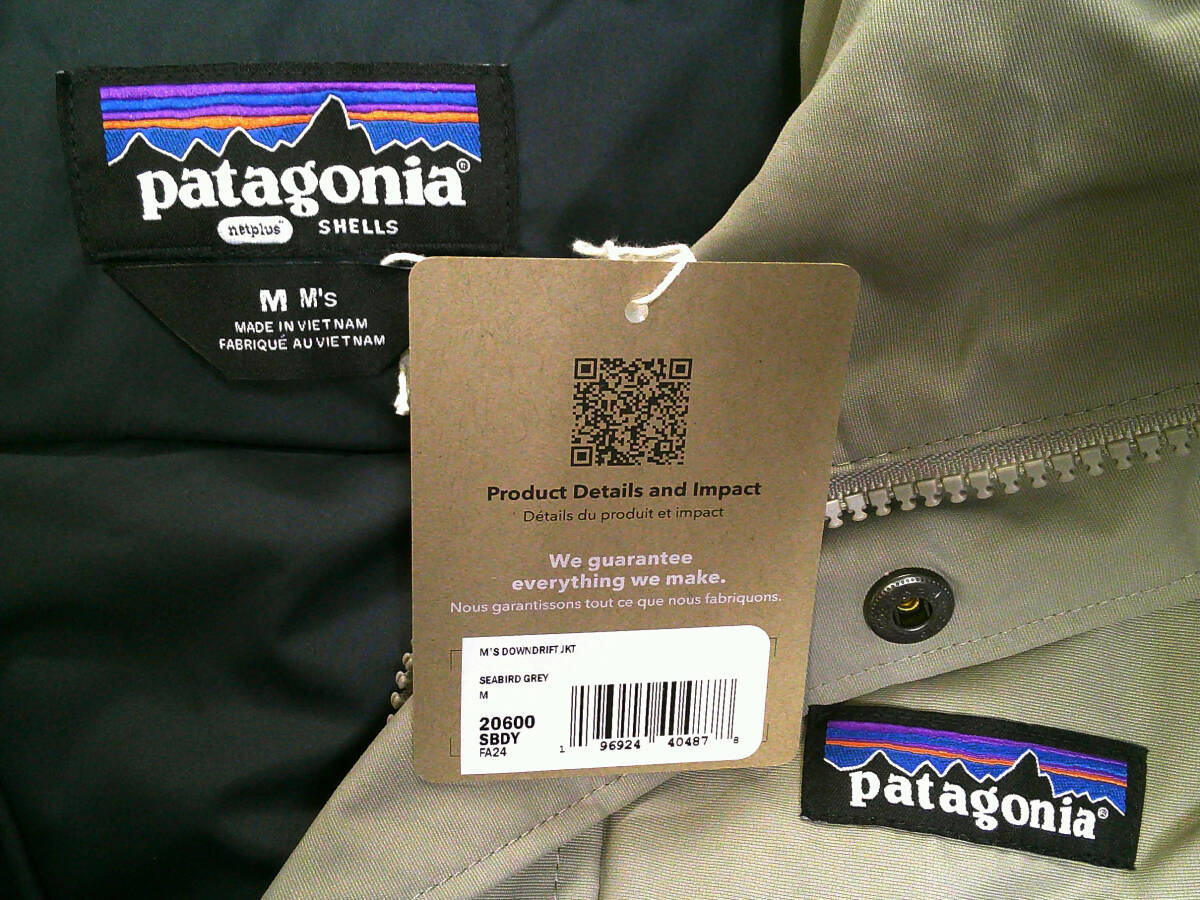 patagonia®
netplus™ SHELLS
M M's
MADE IN VIETNAM
FABRIQUÉ AU VIETNAM
Product Details and Impact
Détails du produit et impact
We guarantee
everything we make.
Nous garantissons tout ce que nous fabriquons.
M'S DOWNDRIFT JKT
SEABIRD GREY
M
20600
SBDY
FA24
1 96924 40487 8
patagonia®